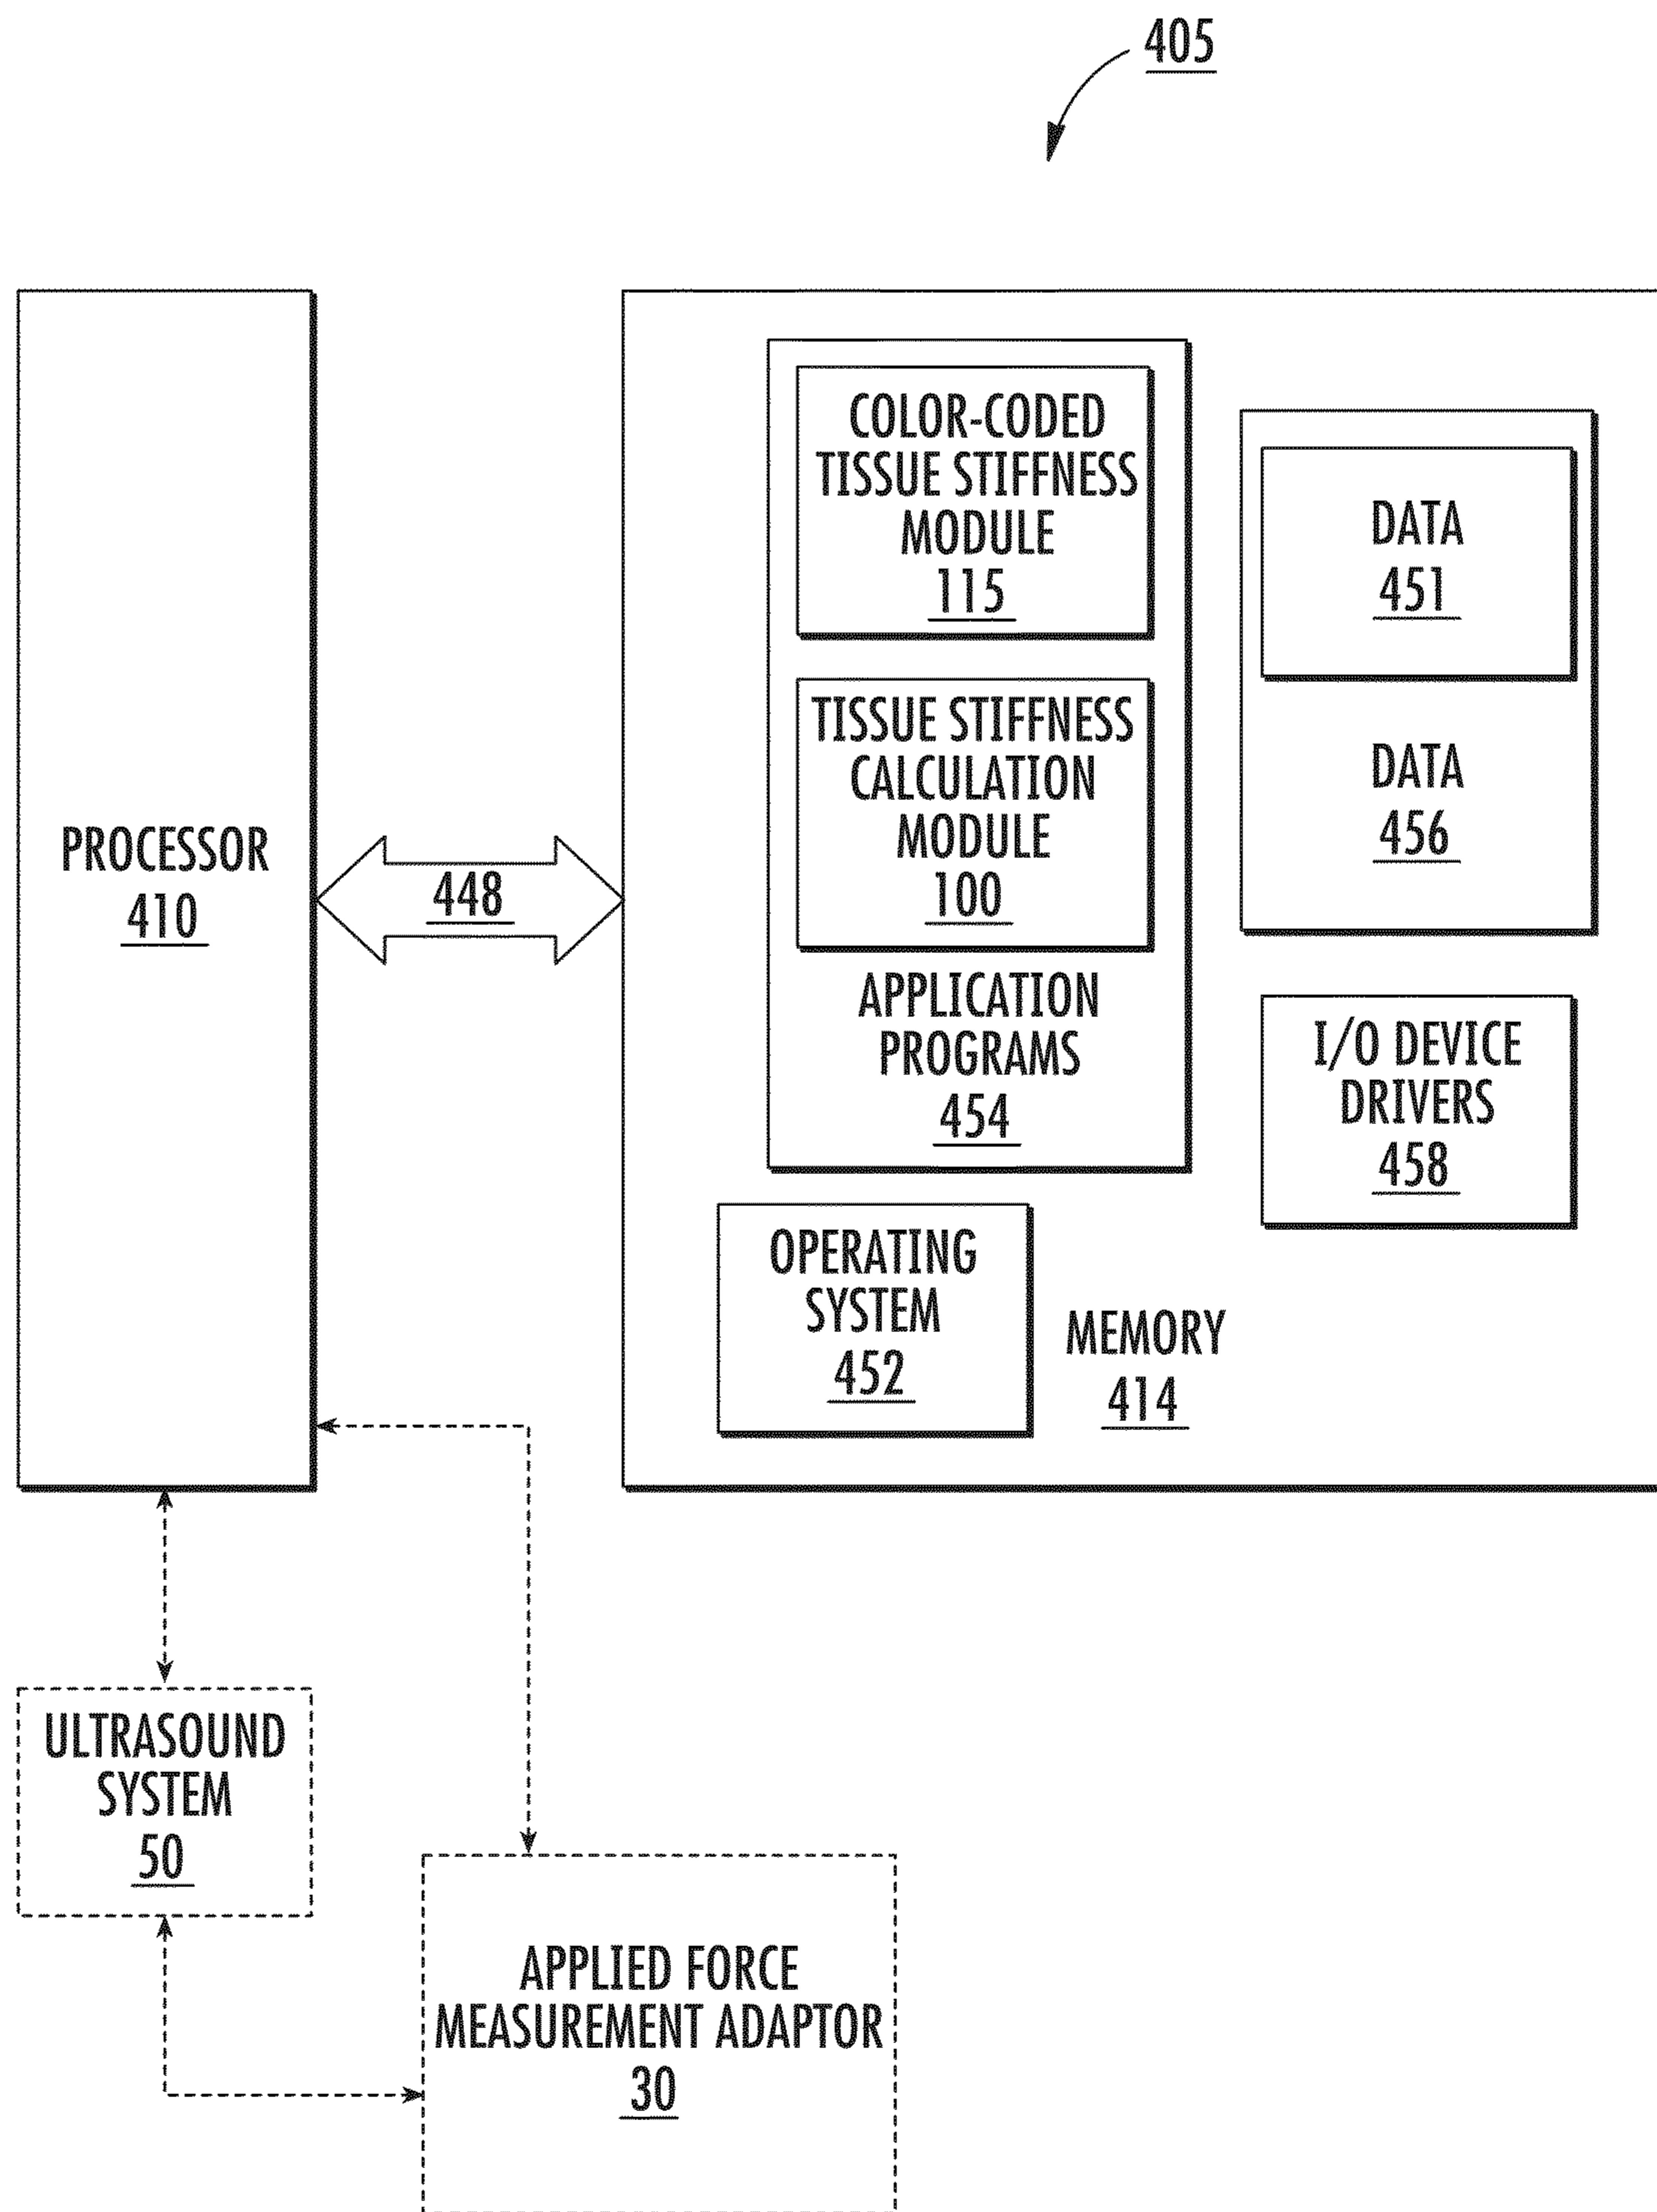 405
COLOR-CODED
TISSUE STIFFNESS
MODULE
115
DATA
451
TISSUE STIFFNESS
CALCULATION
MODULE
100
DATA
456
PROCESSOR
410
448
APPLICATION
PROGRAMS
454
I/O DEVICE
DRIVERS
458
OPERATING
SYSTEM
452
MEMORY
414
ULTRASOUND
SYSTEM
50
APPLIED FORCE
MEASUREMENT ADAPTOR
30